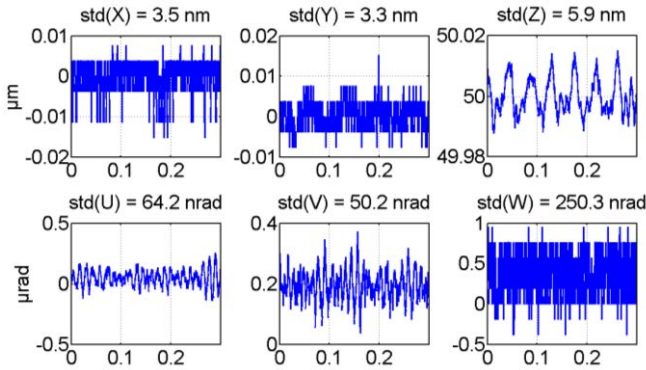 std(X) = 3.5 nm
std(Y) = 3.3 nm
std(Z) = 5.9 nm
µm
0.01
0
-0.01
-0.02
0 0.1 0.2
0.02
0.01
0
-0.01
0 0.1 0.2
50.02
50
49.98
0 0.1 0.2
std(U) = 64.2 nrad
std(V) = 50.2 nrad
std(W) = 250.3 nrad
µrad
0.5
0
-0.5
0 0.1 0.2
0.4
0.2
0
0 0.1 0.2
1
0.5
0
-0.5
0 0.1 0.2